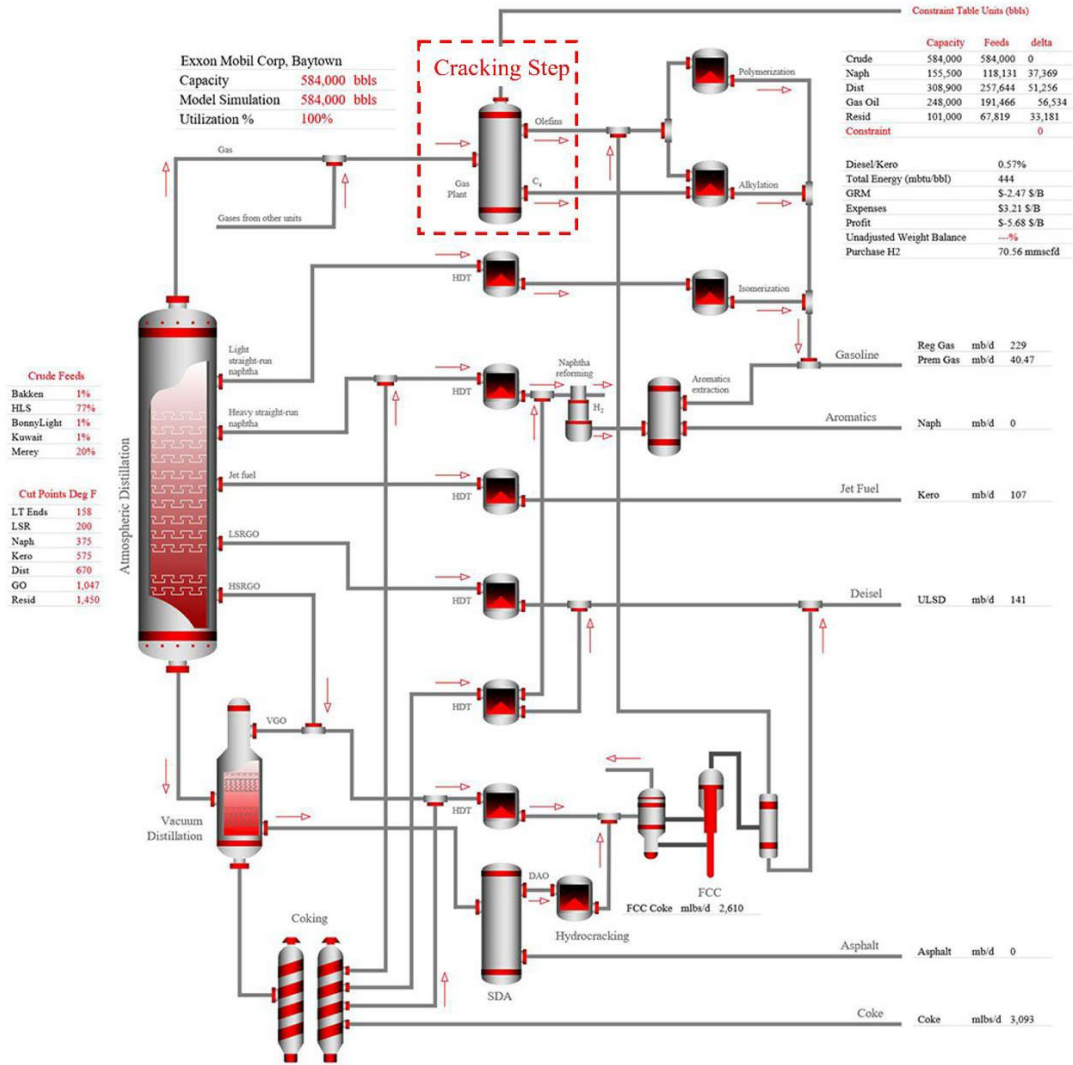 Constraint Table Units (bbls)
Capacity Feeds delta
Crude 584,000 584,000 0
Naph 155,500 118,131 37,369
Dist 308,900 257,644 51,256
Gas Oil 248,000 191,466 56,534
Resid 101,000 67,819 33,181
Constraint 0
Exxon Mobil Corp, Baytown
Capacity 584,000 bbls
Model Simulation 584,000 bbls
Utilization % 100%
Cracking Step
Polymerization
Olefins
Gas
Gas
Plant
C4
Alkylation
Gases from other units
Diesel/Kero 0.57%
Total Energy (mbtu/bbl) 444
GRM $-2.47 $/B
Expenses $3.21 $/B
Profit $-5.68 $/B
Unadjusted Weight Balance ---%
Purchase H2 70.56 mmscfd
HDT
Isomerization
Light
straight-run
naphtha
Gasoline
Reg Gas mb/d 229
Prem Gas mb/d 40.47
Crude Feeds
Bakken 1%
HLS 77%
BonnyLight 1%
Kuwait 1%
Merey 20%
Heavy straight-run
naphtha
HDT
Naphtha
reforming
H2
Aromatics
extraction
Aromatics
Naph mb/d 0
Atmospheric Distillation
Jet fuel
HDT
Jet Fuel
Kero mb/d 107
Cut Points Deg F
LT Ends 158
LSR 200
Naph 375
Kero 575
Dist 670
GO 1,047
Resid 1,450
LSRGO
HSRGO
HDT
Deisel
ULSD mb/d 141
HDT
VGO
HDT
Vacuum
Distillation
FCC
FCC Coke mlbs/d 2,610
DAO
Hydrocracking
SDA
Asphalt
Asphalt mb/d 0
Coking
Coke
Coke mlbs/d 3,093